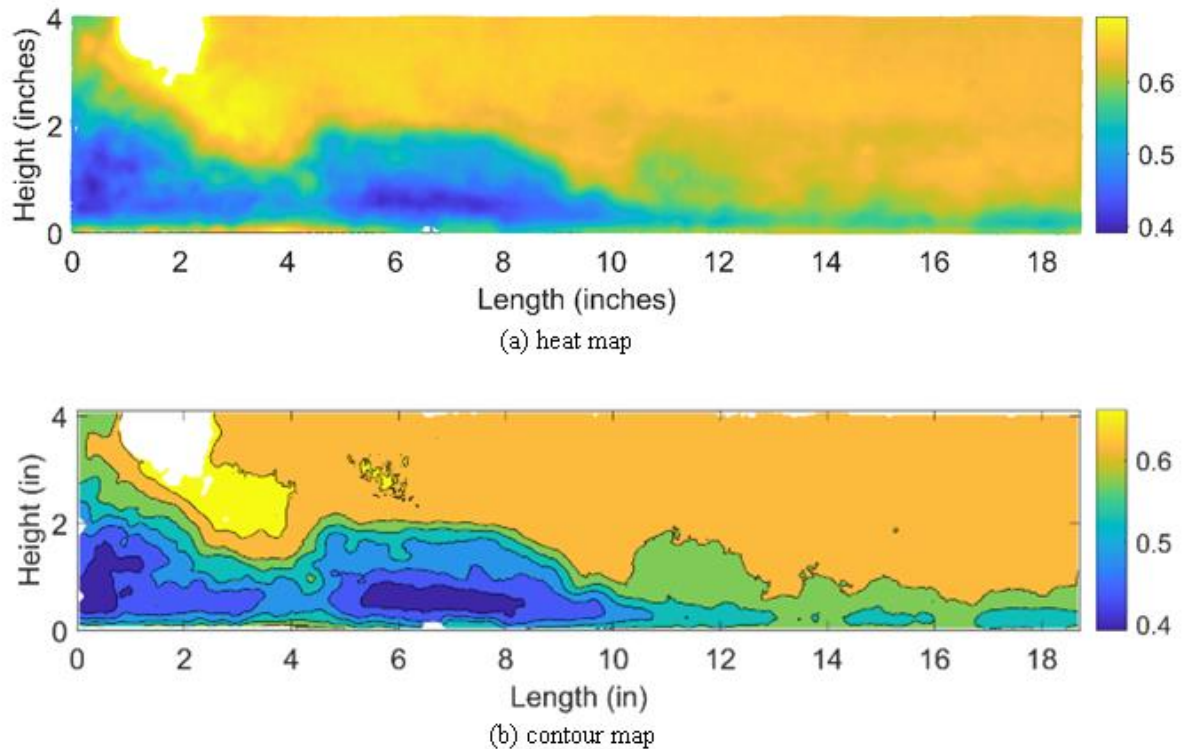 4
2
0
Height (inches)
0 2 4 6 8 10 12 14 16 18
Length (inches)
0.6
0.5
0.4
(a) heat map
4
2
0
Height (in)
0 2 4 6 8 10 12 14 16 18
Length (in)
0.6
0.5
0.4
(b) contour map